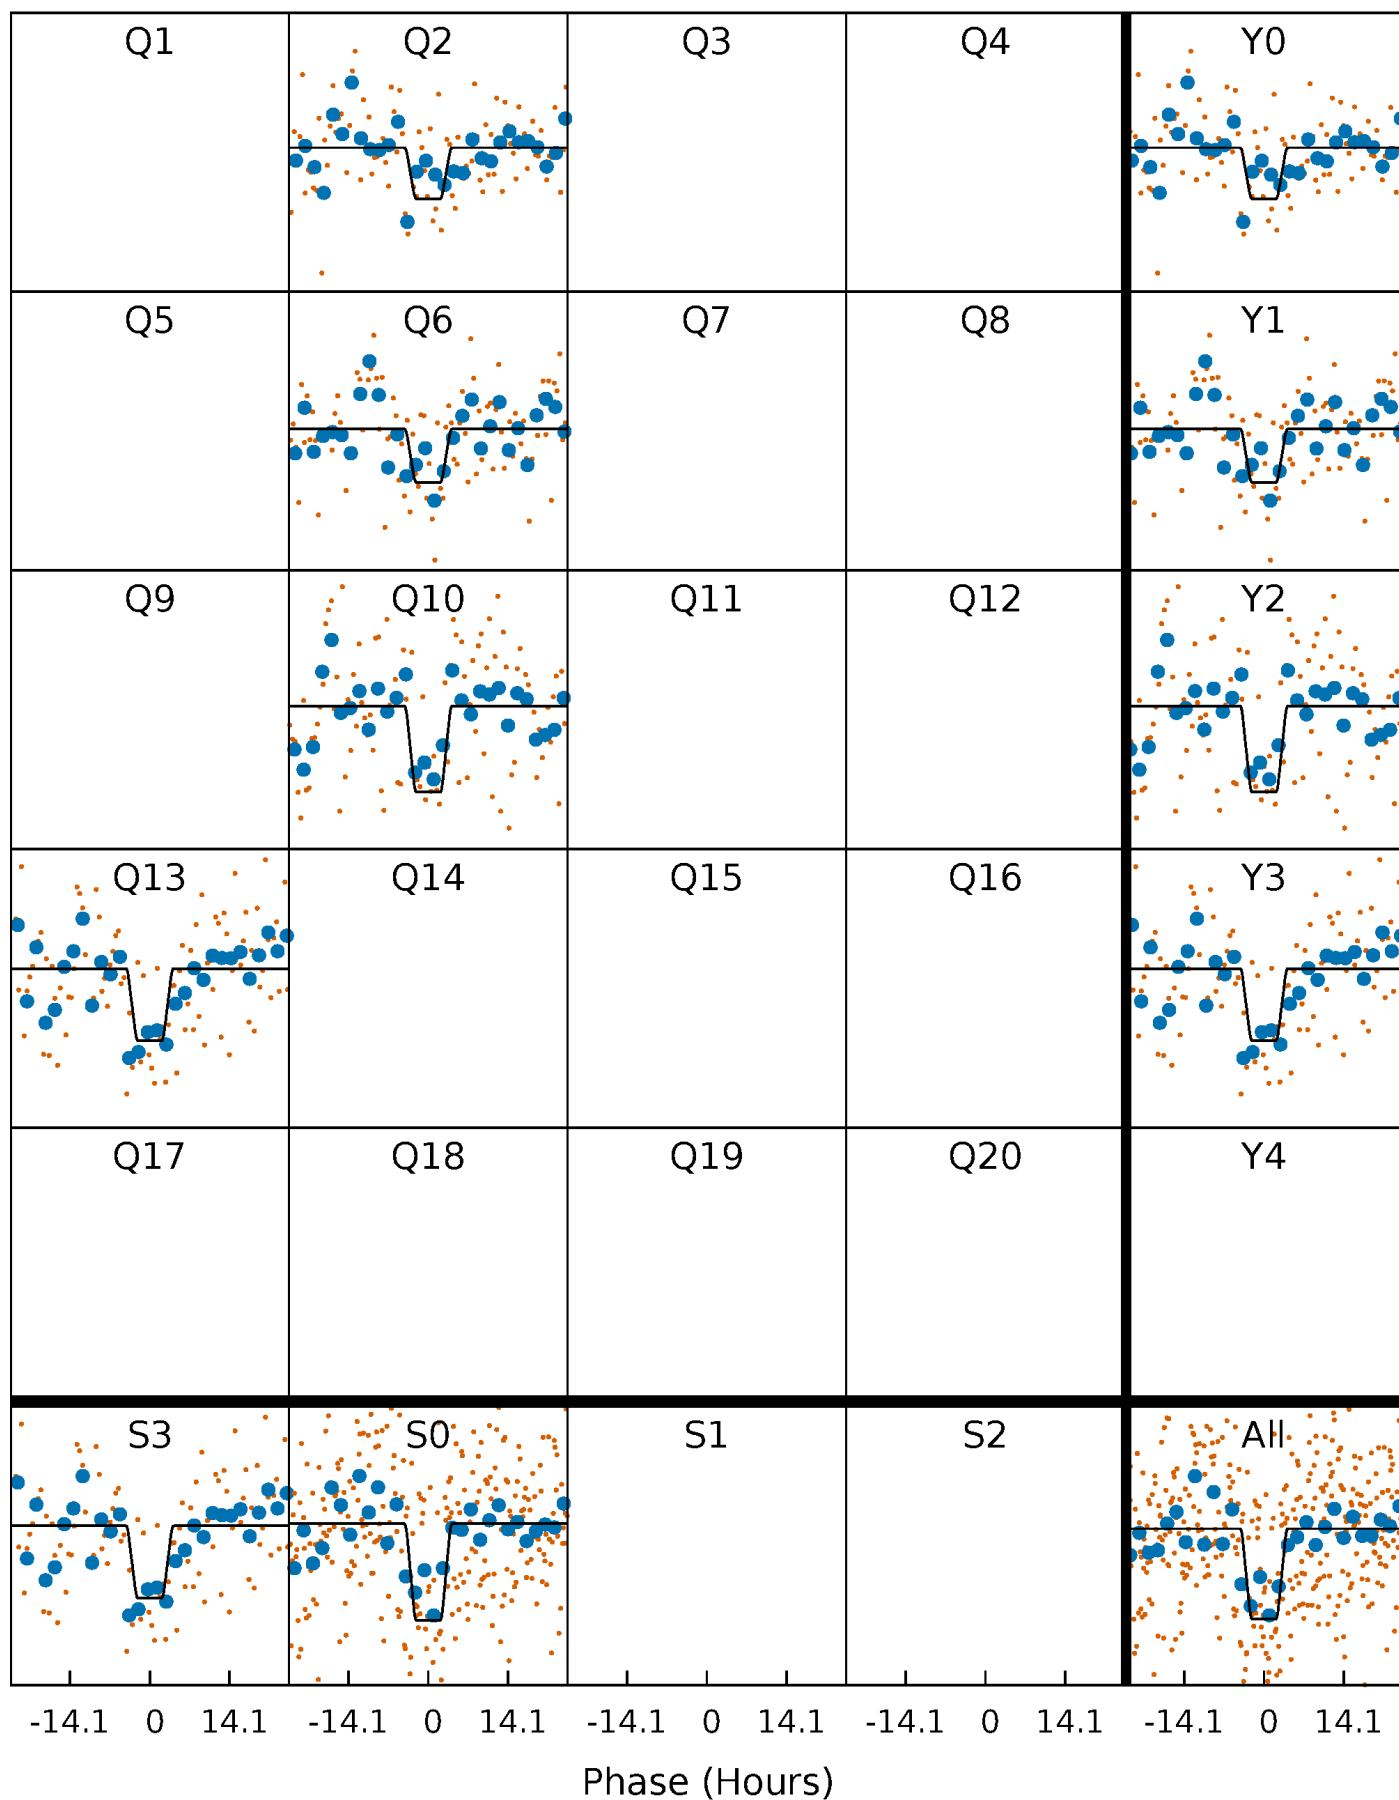 Q1 Q2 Q3 Q4 Y0
Q5 Q6 Q7 Q8 Y1
Q9 Q10 Q11 Q12 Y2
Q13 Q14 Q15 Q16 Y3
Q17 Q18 Q19 Q20 Y4
S3 S0 S1 S2 All
-14.1 0 14.1 -14.1 0 14.1 -14.1 0 14.1 -14.1 0 14.1 -14.1 0 14.1
Phase (Hours)